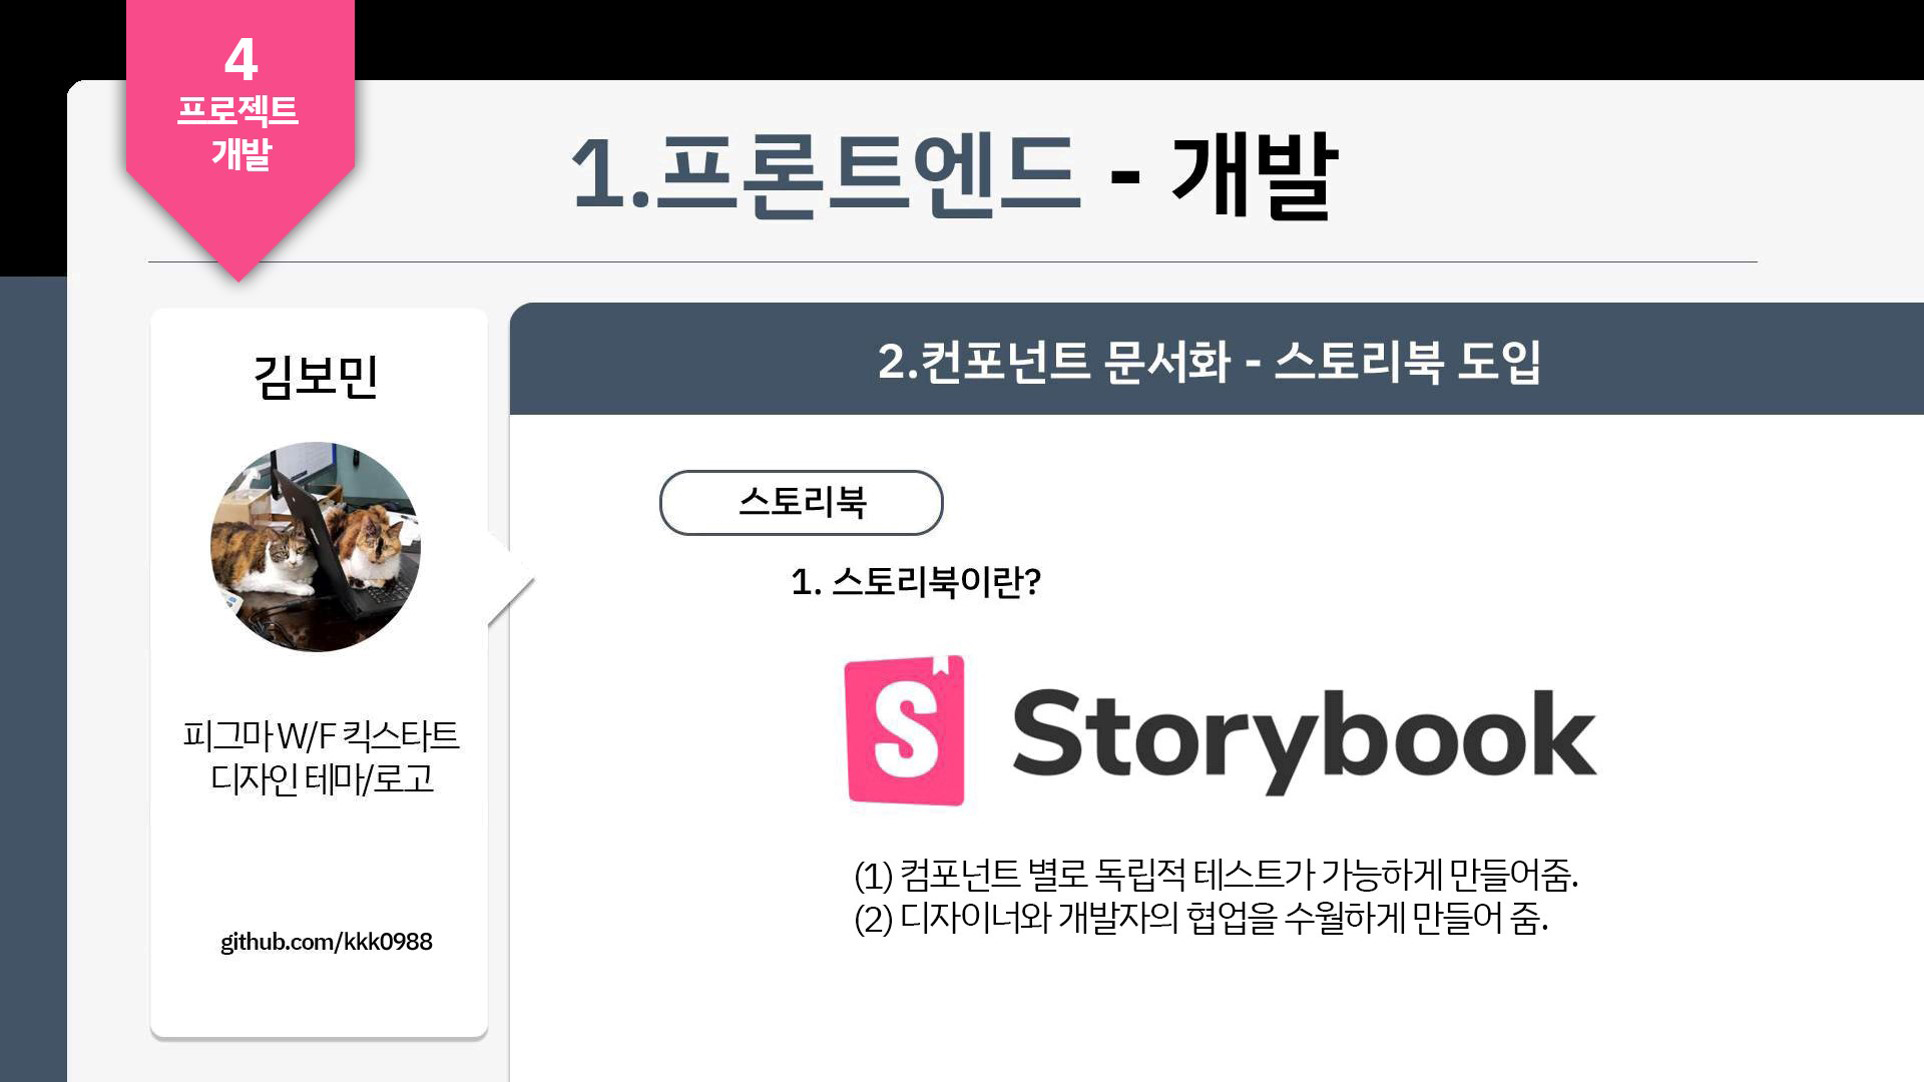 4
프로젝트
개발
1.프론트엔드 - 개발
김보민
피그마 W/F 킥스타트
디자인 테마/로고
github.com/kkk0988
2.컨포넌트 문서화 - 스토리북 도입
스토리북
1. 스토리북이란?
S Storybook
(1) 컴포넌트 별로 독립적 테스트가 가능하게 만들어줌.
(2) 디자이너와 개발자의 협업을 수월하게 만들어 줌.